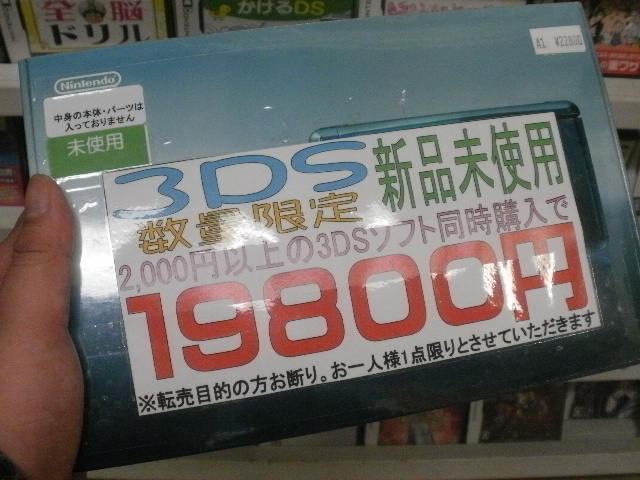 全脳
ドリル
かけるDS
A1 ¥22800
Nintendo
中身の本体・パーツは
入っておりません
未使用
3DS
新品未使用
数量限定
2,000円以上の3DSソフト同時購入で
19800円
※転売目的の方お断り。お一人様1点限りとさせていただきます